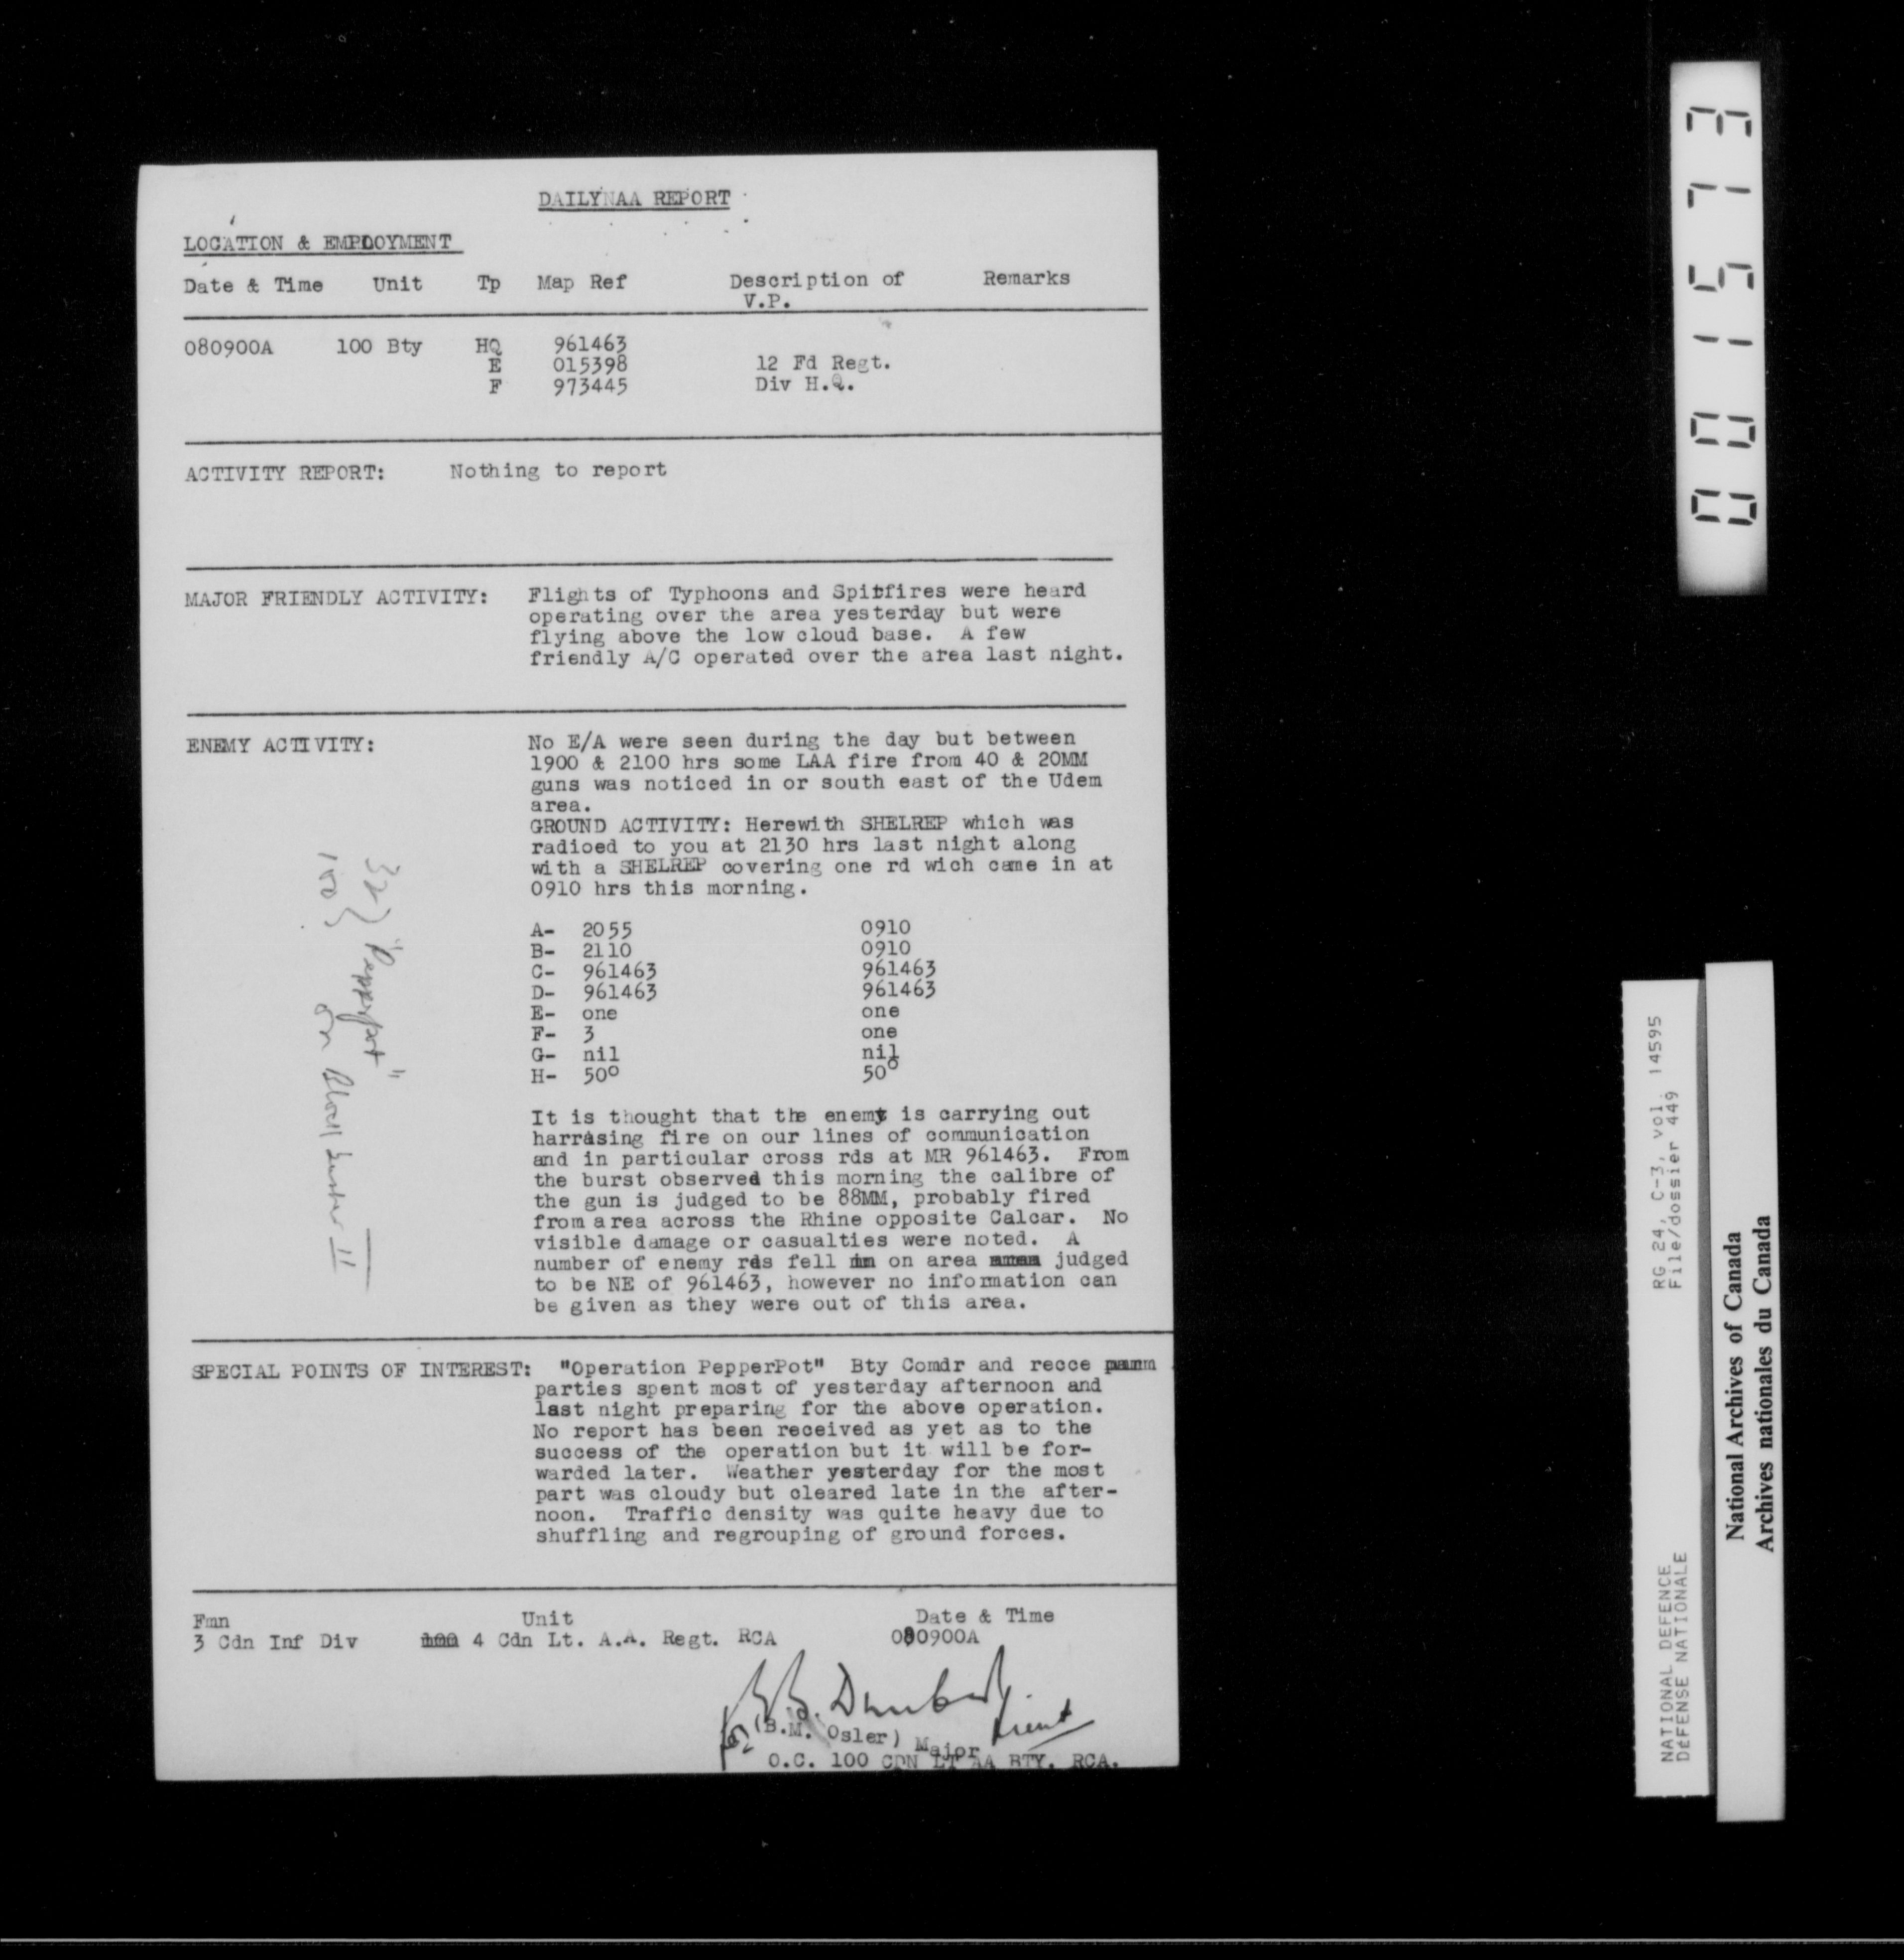 DAILY AA REPORT
LOCATION & EMPLOYMENT
Date & Time Unit Tp Map Ref Description of Remarks
V.P.
080900A 100 Bty HQ 961463
E 015398 12 Fd Regt.
F 973445 Div H.Q.
ACTIVITY REPORT: Nothing to report
MAJOR FRIENDLY ACTIVITY: Flights of Typhoons and Spitfires were heard
operating over the area yesterday but were
flying above the low cloud base. A few
friendly A/C operated over the area last night.
ENEMY ACTIVITY: No E/A were seen during the day but between
1900 & 2100 hrs some LAA fire from 40 & 20MM
guns was noticed in or south east of the Udem
area.
GROUND ACTIVITY: Herewith SHELREP which was
radioed to you at 2130 hrs last night along
with a SHELREP covering one rd wich came in at
0910 hrs this morning.
A- 2055 0910
B- 2110 0910
C- 961463 961463
D- 961463 961463
E- one one
F- 3 one
G- nil nil
H- 50° 50°
It is thought that the enemy is carrying out
harrasing fire on our lines of communication
and in particular cross rds at MR 961463. From
the burst observed this morning the calibre of
the gun is judged to be 88MM, probably fired
from area across the Rhine opposite Calcar. No
visible damage or casualties were noted. A
number of enemy rds fell on area judged
to be NE of 961463, however no information can
be given as they were out of this area.
"Pepperpot"
100
on Blockbuster II
SPECIAL POINTS OF INTEREST: "Operation PepperPot" Bty Comdr and recce
parties spent most of yesterday afternoon and
last night preparing for the above operation.
No report has been received as yet as to the
success of the operation but it will be for-
warded later. Weather yesterday for the most
part was cloudy but cleared late in the after-
noon. Traffic density was quite heavy due to
shuffling and regrouping of ground forces.
Fmn Unit Date & Time
3 Cdn Inf Div 4 Cdn Lt. A.A. Regt. RCA 080900A
Lieut
for (B.M. Osler) Major
O.C. 100 CDN LT AA BTY. RCA.
001573
NATIONAL DEFENCE RG 24, C-3, vol. 14595
DÉFENSE NATIONALE File/dossier 449
National Archives of Canada
Archives nationales du Canada